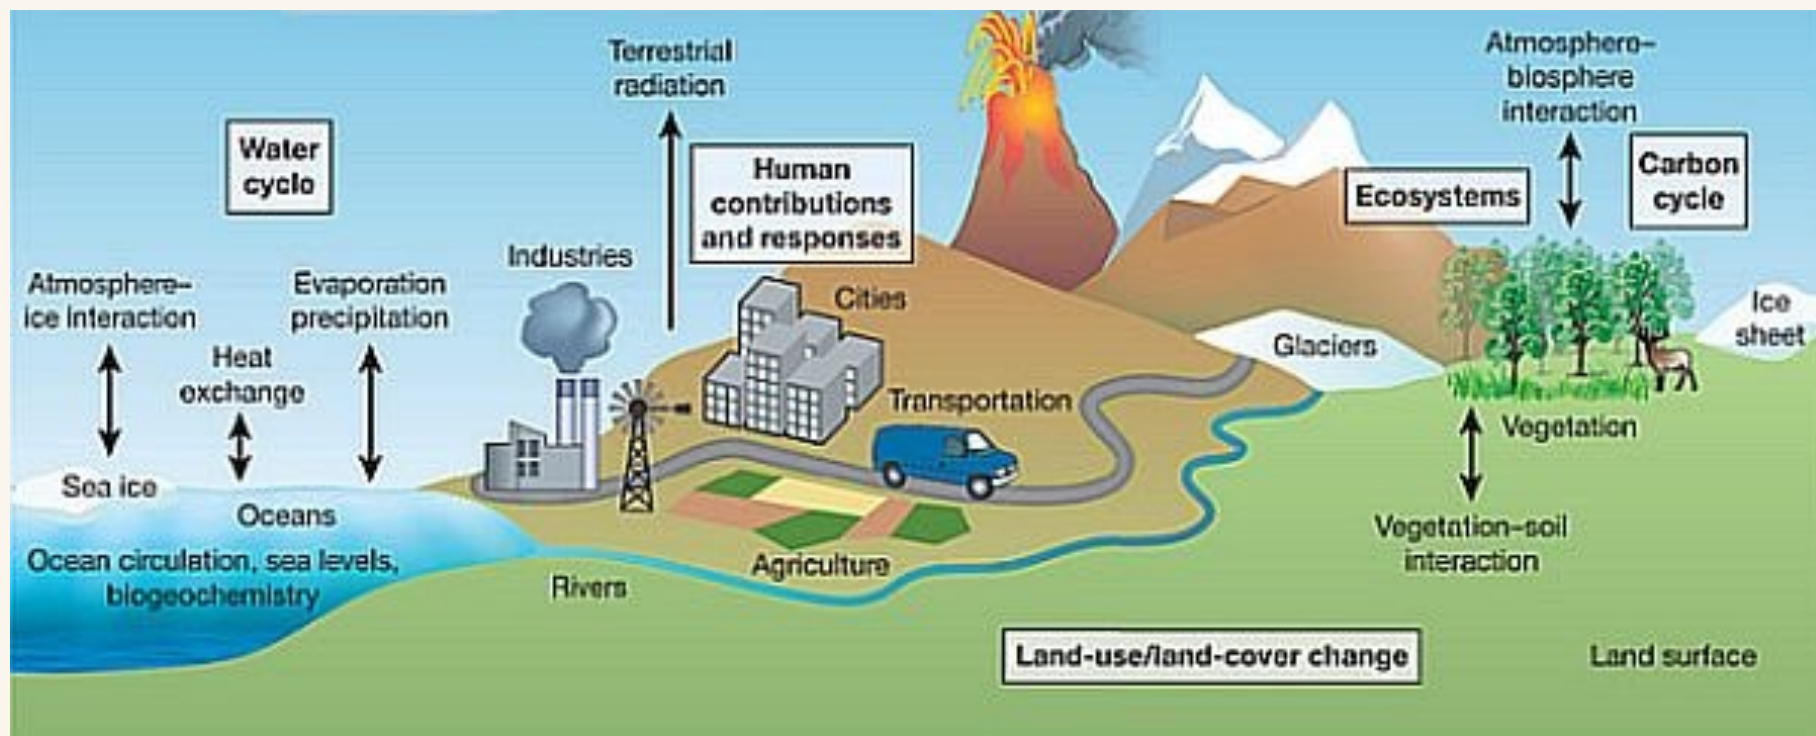 Terrestrial
radiation
Atmosphere–
biosphere
interaction
Water
cycle
Human
contributions
and responses
Ecosystems
Carbon
cycle
Industries
Atmosphere–
ice interaction
Evaporation
precipitation
Cities
Ice
sheet
Heat
exchange
Glaciers
Transportation
Vegetation
Sea ice
Oceans
Vegetation–soil
interaction
Ocean circulation, sea levels,
biogeochemistry
Agriculture
Rivers
Land-use/land-cover change
Land surface